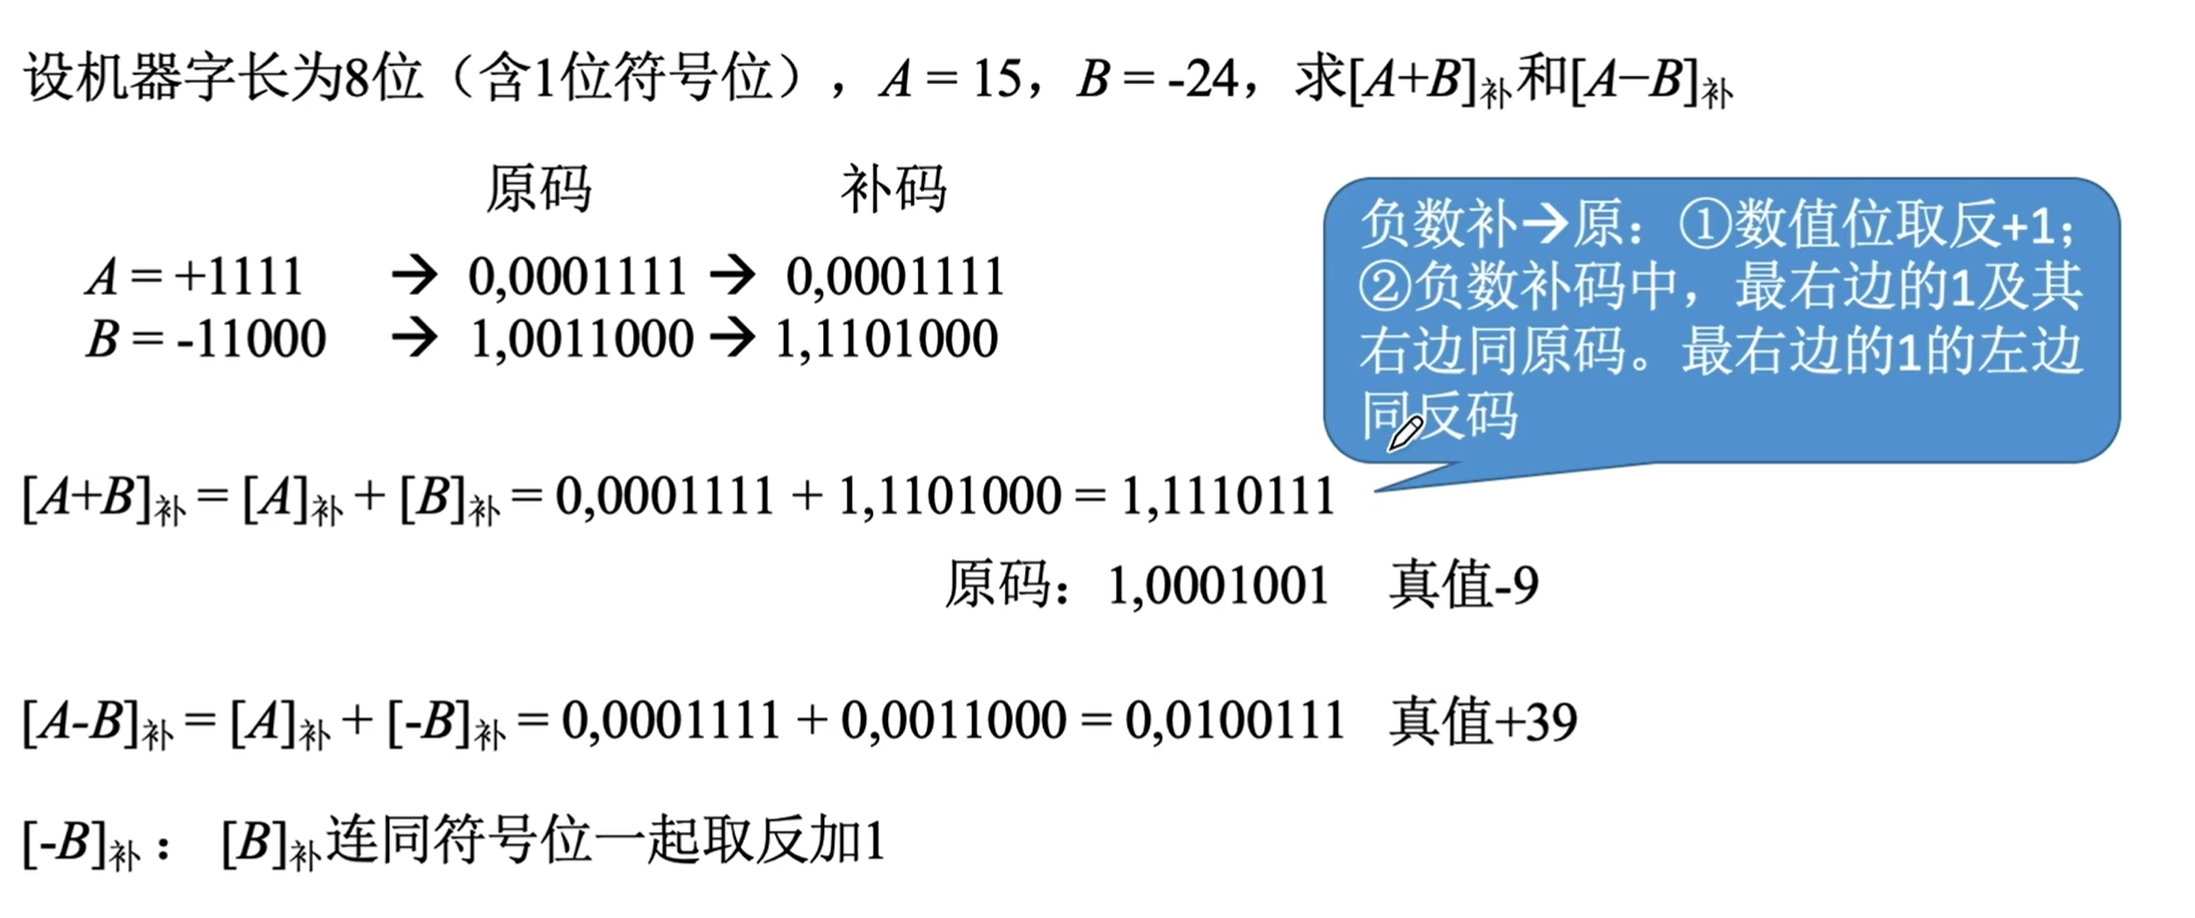 设机器字长为8位（含1位符号位），A = 15，B = -24，求[A+B]补和[A−B]补
原码 补码
A = +1111 → 0,0001111 → 0,0001111
B = -11000 → 1,0011000 → 1,1101000
负数补→原：①数值位取反+1；
②负数补码中，最右边的1及其
右边同原码。最右边的1的左边
同反码
[A+B]补 = [A]补 + [B]补 = 0,0001111 + 1,1101000 = 1,1110111
原码：1,0001001 真值-9
[A-B]补 = [A]补 + [-B]补 = 0,0001111 + 0,0011000 = 0,0100111 真值+39
[-B]补： [B]补连同符号位一起取反加1